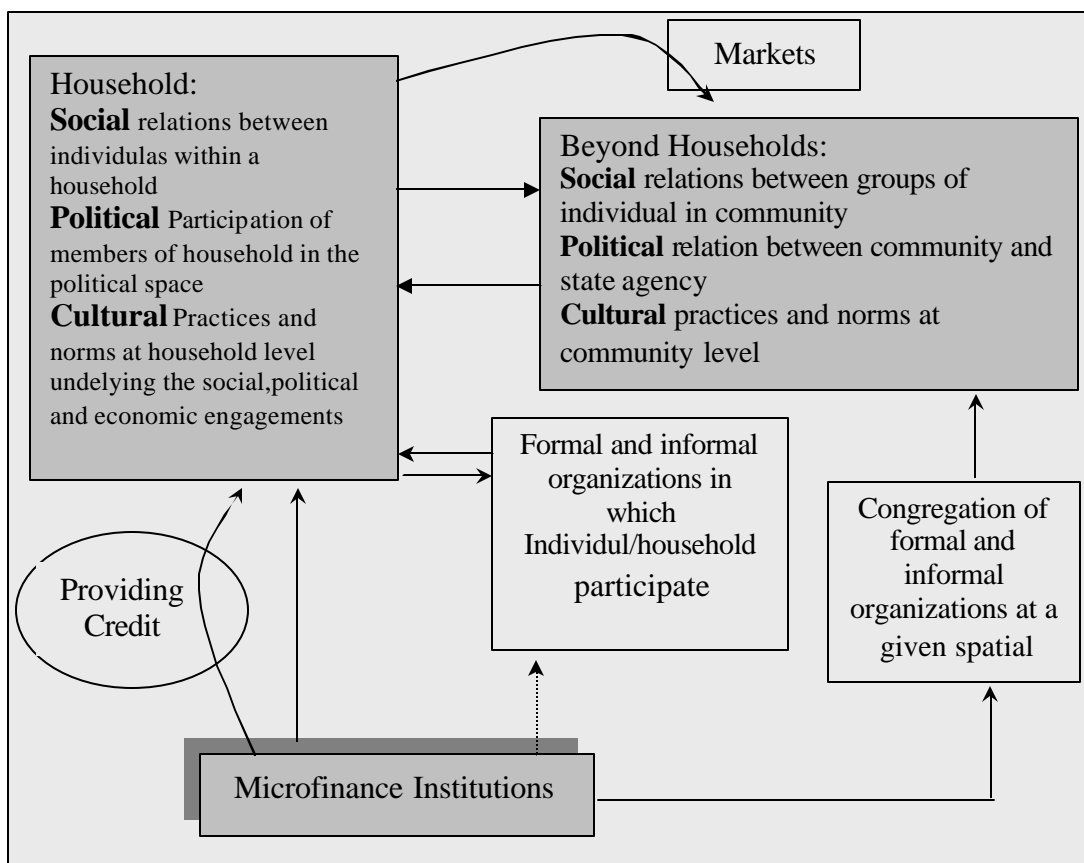 Household:
Social relations between
individulas within a
household
Political Participation of
members of household in the
political space
Cultural Practices and
norms at household level
undelying the social,political
and economic engagements
Markets
Beyond Households:
Social relations between groups of
individual in community
Political relation between community and
state agency
Cultural practices and norms at
community level
Formal and informal
organizations in
which
Individul/household
participate
Congregation of
formal and
informal
organizations at a
given spatial
Providing
Credit
Microfinance Institutions